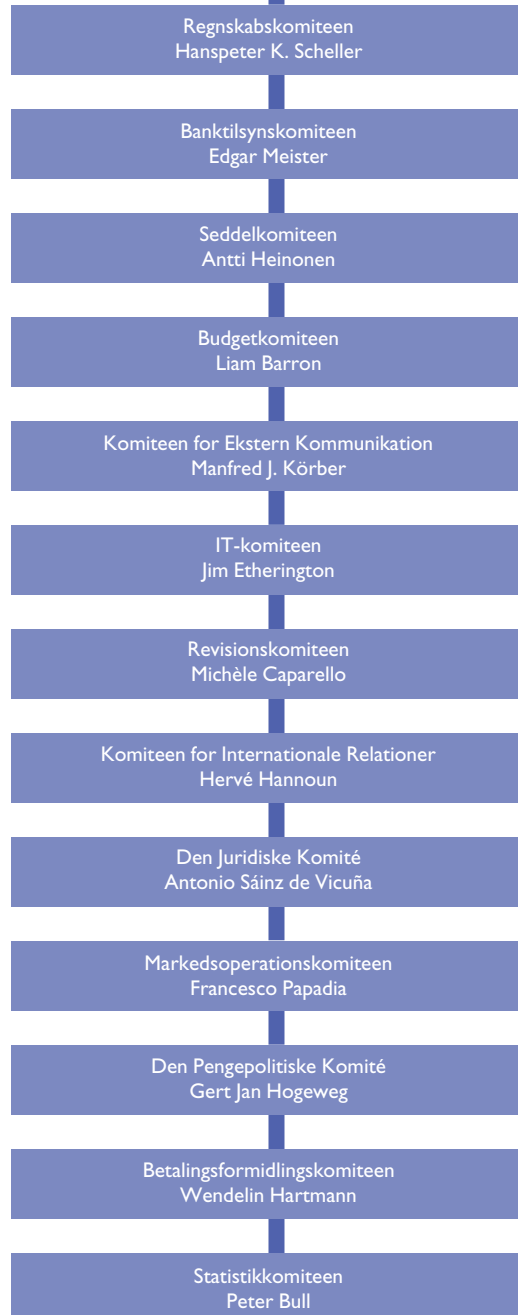 Regnskabskomiteen
Hanspeter K. Scheller
Banktilsynskomiteen
Edgar Meister
Seddelkomiteen
Antti Heinonen
Budgetkomiteen
Liam Barron
Komiteen for Ekstern Kommunikation
Manfred J. Körber
IT-komiteen
Jim Etherington
Revisionskomiteen
Michèle Caparello
Komiteen for Internationale Relationer
Hervé Hannoun
Den Juridiske Komité
Antonio Sáinz de Vicuña
Markedsoperationskomiteen
Francesco Papadia
Den Pengepolitiske Komité
Gert Jan Hogeweg
Betalingsformidlingskomiteen
Wendelin Hartmann
Statistikkomiteen
Peter Bull